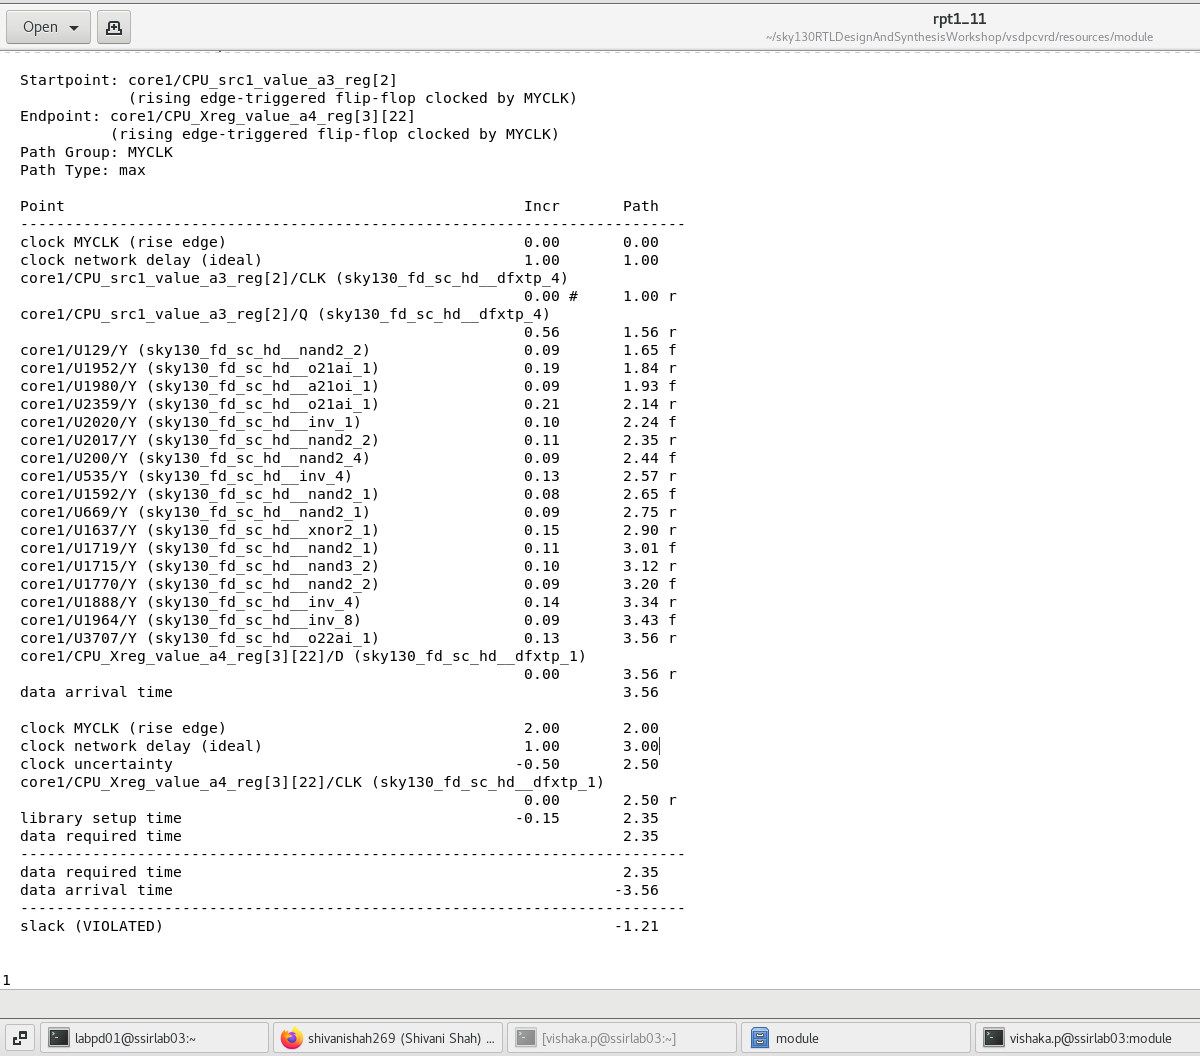 Open
rpt1_11
~/sky130RTLDesignAndSynthesisWorkshop/vsdpcvrd/resources/module
Startpoint: core1/CPU_src1_value_a3_reg[2]
(rising edge-triggered flip-flop clocked by MYCLK)
Endpoint: core1/CPU_Xreg_value_a4_reg[3][22]
(rising edge-triggered flip-flop clocked by MYCLK)
Path Group: MYCLK
Path Type: max
Point Incr Path
---------------------------------------------------------------------------
clock MYCLK (rise edge) 0.00 0.00
clock network delay (ideal) 1.00 1.00
core1/CPU_src1_value_a3_reg[2]/CLK (sky130_fd_sc_hd__dfxtp_4)
0.00 # 1.00 r
core1/CPU_src1_value_a3_reg[2]/Q (sky130_fd_sc_hd__dfxtp_4)
0.56 1.56 r
core1/U129/Y (sky130_fd_sc_hd__nand2_2) 0.09 1.65 f
core1/U1952/Y (sky130_fd_sc_hd__o21ai_1) 0.19 1.84 r
core1/U1980/Y (sky130_fd_sc_hd__a21oi_1) 0.09 1.93 f
core1/U2359/Y (sky130_fd_sc_hd__o21ai_1) 0.21 2.14 r
core1/U2020/Y (sky130_fd_sc_hd__inv_1) 0.10 2.24 f
core1/U2017/Y (sky130_fd_sc_hd__nand2_2) 0.11 2.35 r
core1/U200/Y (sky130_fd_sc_hd__nand2_4) 0.09 2.44 f
core1/U535/Y (sky130_fd_sc_hd__inv_4) 0.13 2.57 r
core1/U1592/Y (sky130_fd_sc_hd__nand2_1) 0.08 2.65 f
core1/U669/Y (sky130_fd_sc_hd__nand2_1) 0.09 2.75 r
core1/U1637/Y (sky130_fd_sc_hd__xnor2_1) 0.15 2.90 r
core1/U1719/Y (sky130_fd_sc_hd__nand2_1) 0.11 3.01 f
core1/U1715/Y (sky130_fd_sc_hd__nand3_2) 0.10 3.12 r
core1/U1770/Y (sky130_fd_sc_hd__nand2_2) 0.09 3.20 f
core1/U1888/Y (sky130_fd_sc_hd__inv_4) 0.14 3.34 r
core1/U1964/Y (sky130_fd_sc_hd__inv_8) 0.09 3.43 f
core1/U3707/Y (sky130_fd_sc_hd__o22ai_1) 0.13 3.56 r
core1/CPU_Xreg_value_a4_reg[3][22]/D (sky130_fd_sc_hd__dfxtp_1)
0.00 3.56 r
data arrival time 3.56
clock MYCLK (rise edge) 2.00 2.00
clock network delay (ideal) 1.00 3.00
clock uncertainty -0.50 2.50
core1/CPU_Xreg_value_a4_reg[3][22]/CLK (sky130_fd_sc_hd__dfxtp_1)
0.00 2.50 r
library setup time -0.15 2.35
data required time 2.35
---------------------------------------------------------------------------
data required time 2.35
data arrival time -3.56
---------------------------------------------------------------------------
slack (VIOLATED) -1.21
1
labpd01@ssirlab03:~
shivanishah269 (Shivani Shah) ...
[vishaka.p@ssirlab03:~]
module
vishaka.p@ssirlab03:module